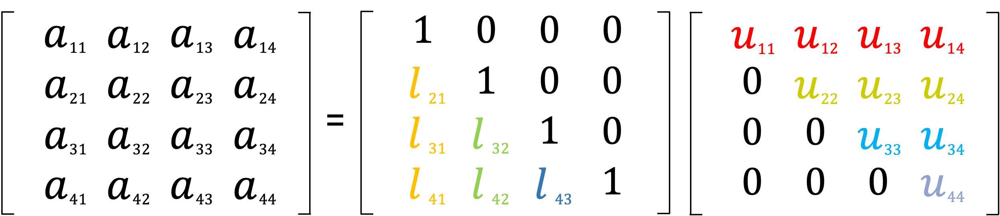 a11 a12 a13 a14 1 0 0 0 u11 u12 u13 u14
a21 a22 a23 a24 l21 1 0 0 0 u22 u23 u24
a31 a32 a33 a34 = l31 l32 1 0 0 0 u33 u34
a41 a42 a43 a44 l41 l42 l43 1 0 0 0 u44